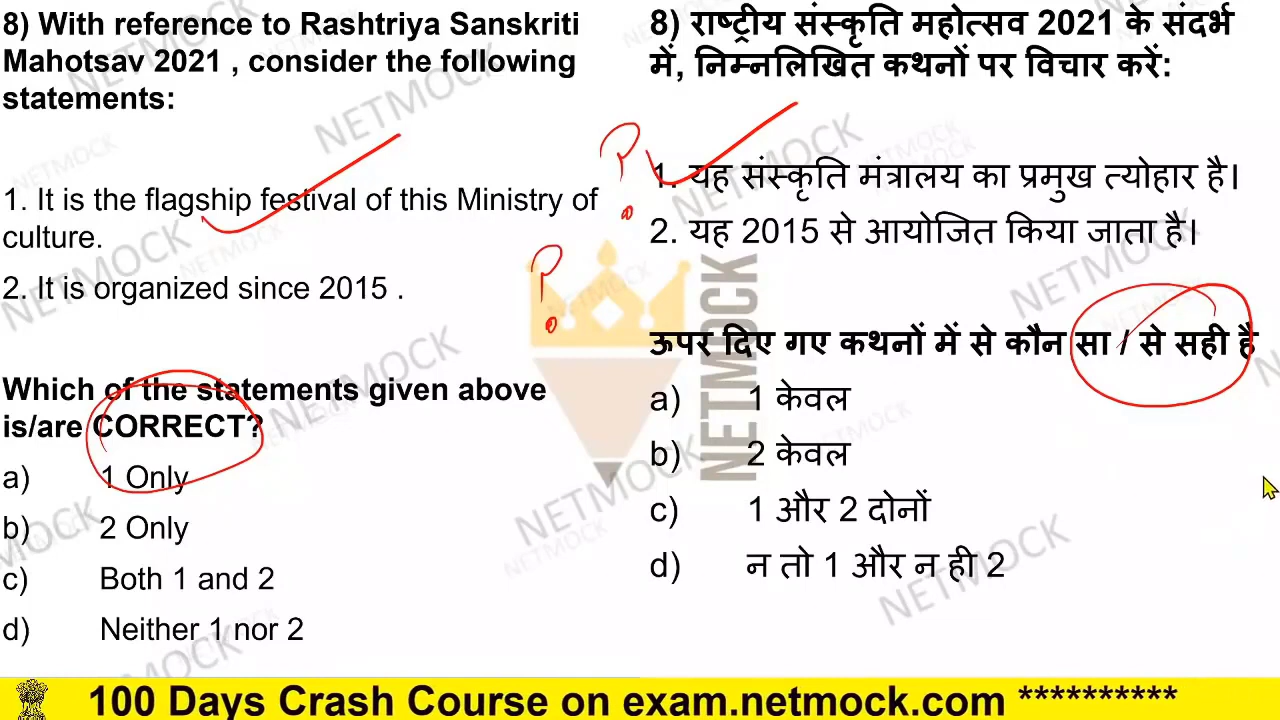 8) With reference to Rashtriya Sanskriti
Mahotsav 2021 , consider the following
statements:
1. It is the flagship festival of this Ministry of
culture.
2. It is organized since 2015 .
Which of the statements given above
is/are CORRECT?
a) 1 Only
b) 2 Only
c) Both 1 and 2
d) Neither 1 nor 2
8) राष्ट्रीय संस्कृति महोत्सव 2021 के संदर्भ
में, निम्नलिखित कथनों पर विचार करें:
1. यह संस्कृति मंत्रालय का प्रमुख त्योहार है।
2. यह 2015 से आयोजित किया जाता है।
ऊपर दिए गए कथनों में से कौन सा / से सही है
a) 1 केवल
b) 2 केवल
c) 1 और 2 दोनों
d) न तो 1 और न ही 2
NETMOCK
100 Days Crash Course on exam.netmock.com **********